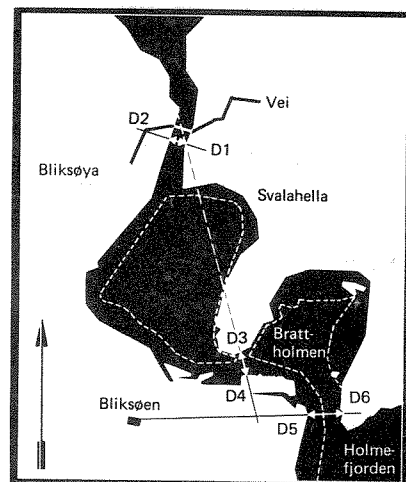 Vei
D2
D1
Bliksøya
Svalahella
D3
Bratt-
holmen
D4
Bliksøen
D6
D5
Holme-
fjorden